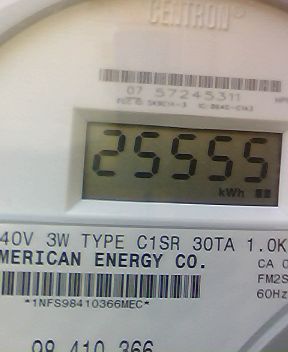 CENTRON®
07 57245311
25555
kWh
40V 3W TYPE C1SR 30TA 1.0K
MERICAN ENERGY CO.
CA 0
FM2S
60Hz
*1NFS98410366MEC*
98 410 366